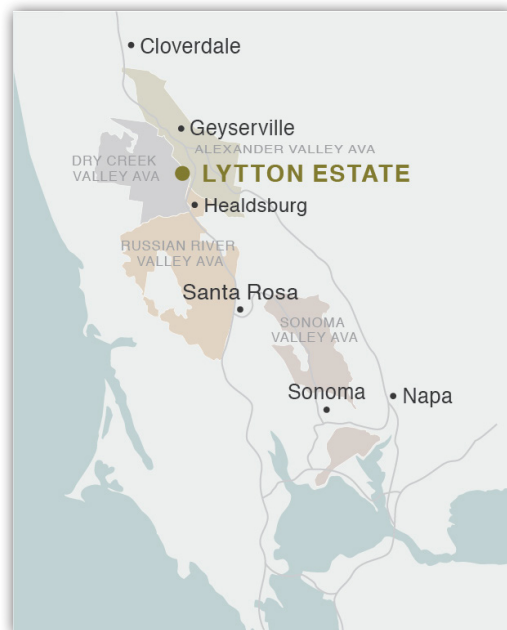 Cloverdale
Geyserville
ALEXANDER VALLEY AVA
DRY CREEK
VALLEY AVA
LYTTON ESTATE
Healdsburg
RUSSIAN RIVER
VALLEY AVA
Santa Rosa
SONOMA
VALLEY AVA
Sonoma
Napa